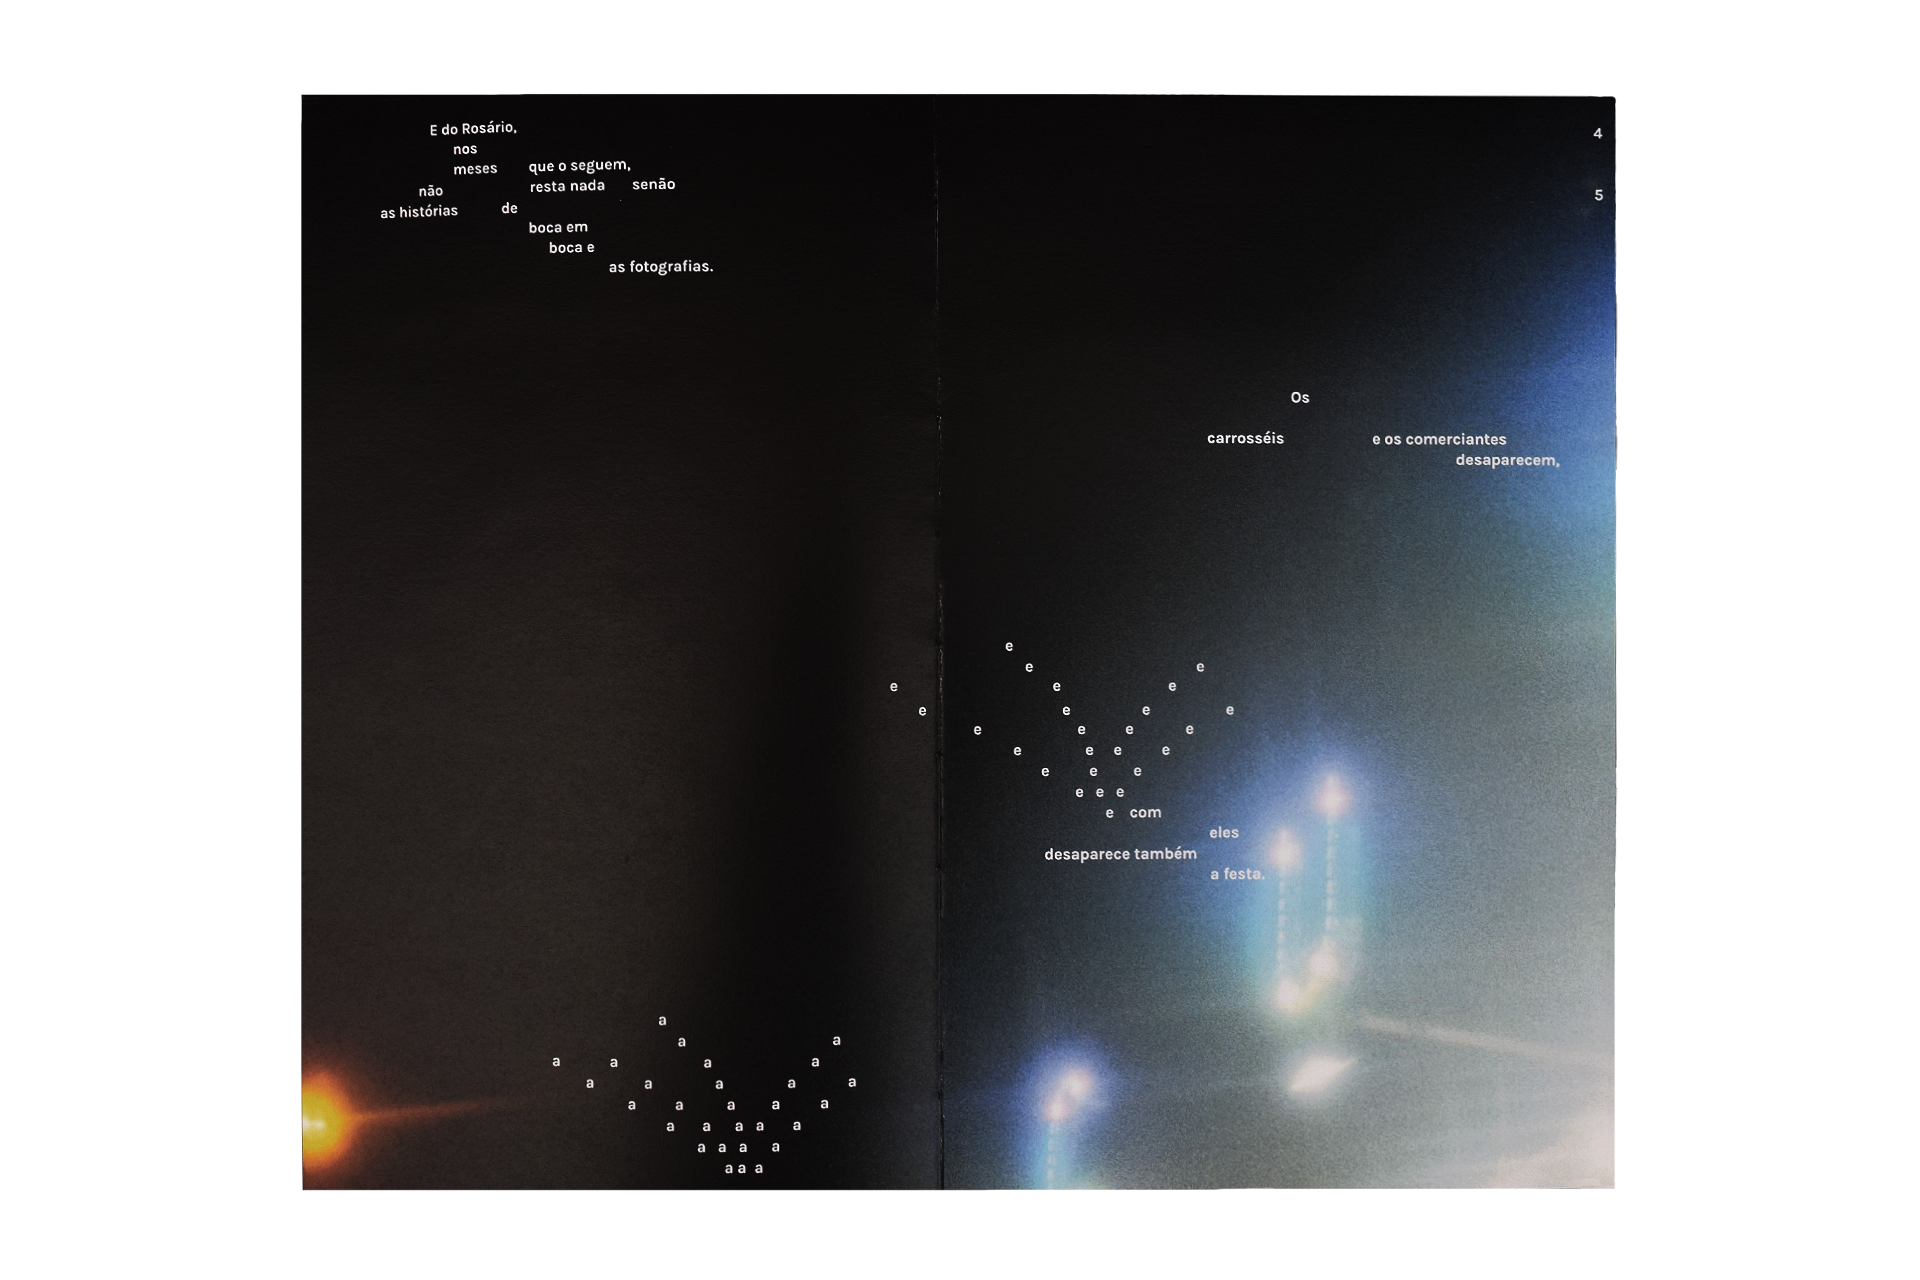 E do Rosário,
nos
meses que o seguem,
não resta nada senão
as histórias de
boca em
boca e
as fotografias.
a
a a
a a a a
a a a a a
a a a a a
a a a a a
a a a a
a a a
4
5
Os
carrosséis e os comerciantes
desaparecem,
e
e e
e e e
e e e e
e e e e
e e e e
e e e
e e e
e com
eles
desaparece também
a festa.